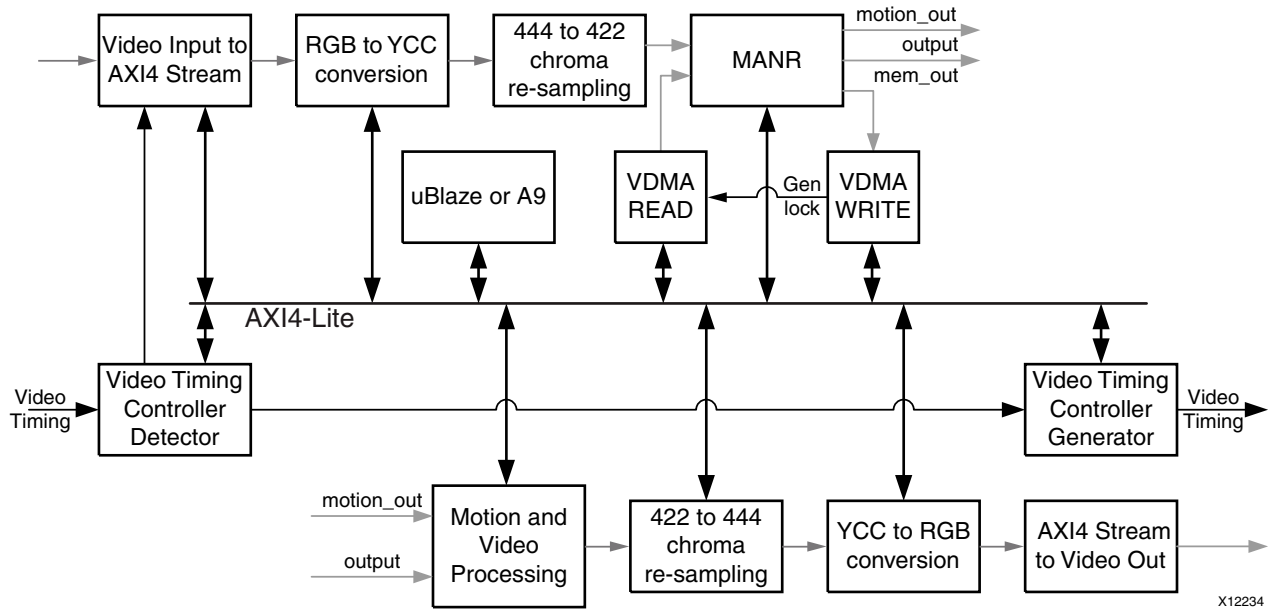 Video Input to
AXI4 Stream
RGB to YCC
conversion
444 to 422
chroma
re-sampling
MANR
motion_out
output
mem_out
uBlaze or A9
VDMA
READ
Gen
lock
VDMA
WRITE
AXI4-Lite
Video
Timing
Video Timing
Controller
Detector
Video Timing
Controller
Generator
Video
Timing
motion_out
output
Motion and
Video
Processing
422 to 444
chroma
re-sampling
YCC to RGB
conversion
AXI4 Stream
to Video Out
X12234